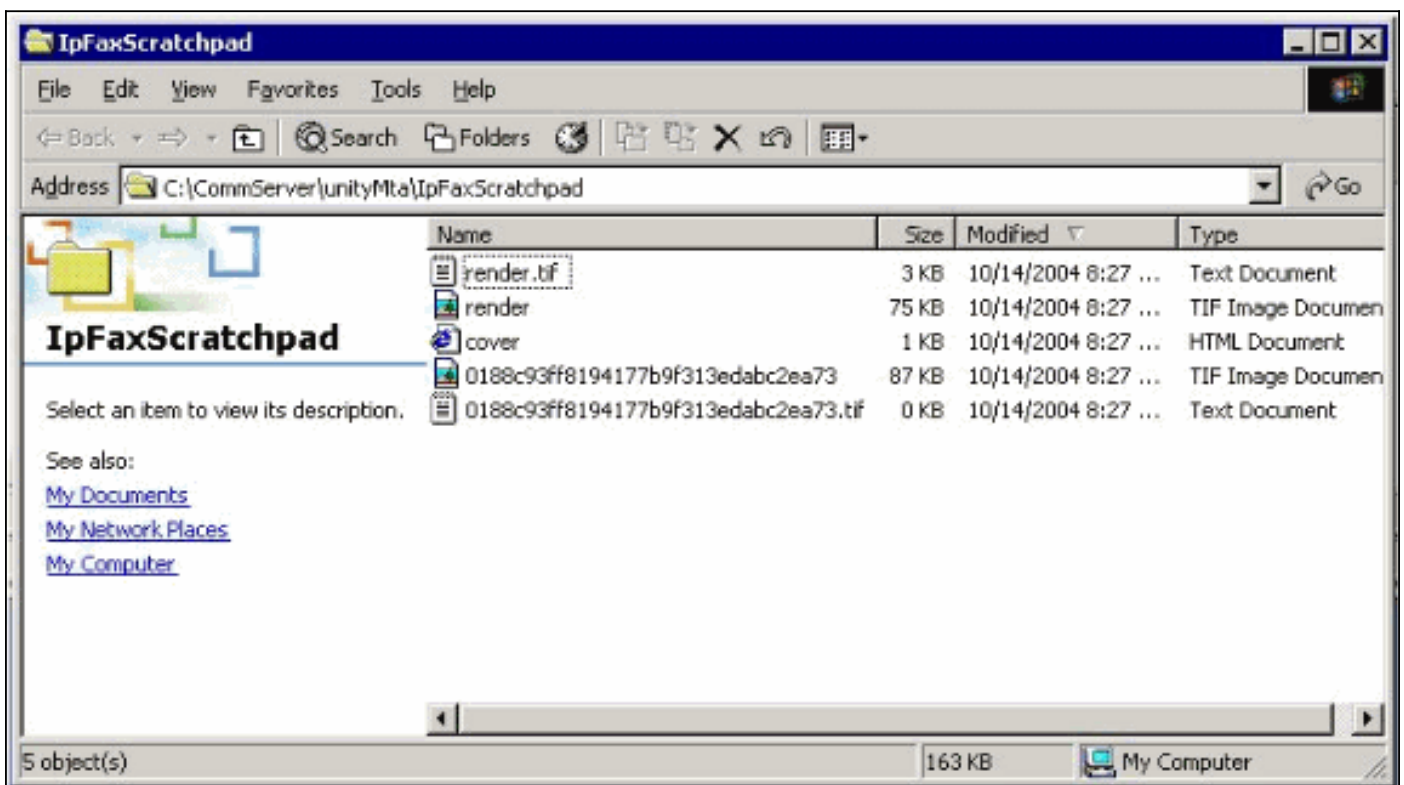 IpFaxScratchpad
File Edit View Favorites Tools Help
Back Search Folders
Address C:\CommServer\unityMta\IpFaxScratchpad Go
Name Size Modified Type
render.tif 3 KB 10/14/2004 8:27 ... Text Document
render 75 KB 10/14/2004 8:27 ... TIF Image Documen
cover 1 KB 10/14/2004 8:27 ... HTML Document
0188c93ff8194177b9f313edabc2ea73 87 KB 10/14/2004 8:27 ... TIF Image Documen
0188c93ff8194177b9f313edabc2ea73.tif 0 KB 10/14/2004 8:27 ... Text Document
IpFaxScratchpad
Select an item to view its description.
See also:
My Documents
My Network Places
My Computer
5 object(s) 163 KB My Computer